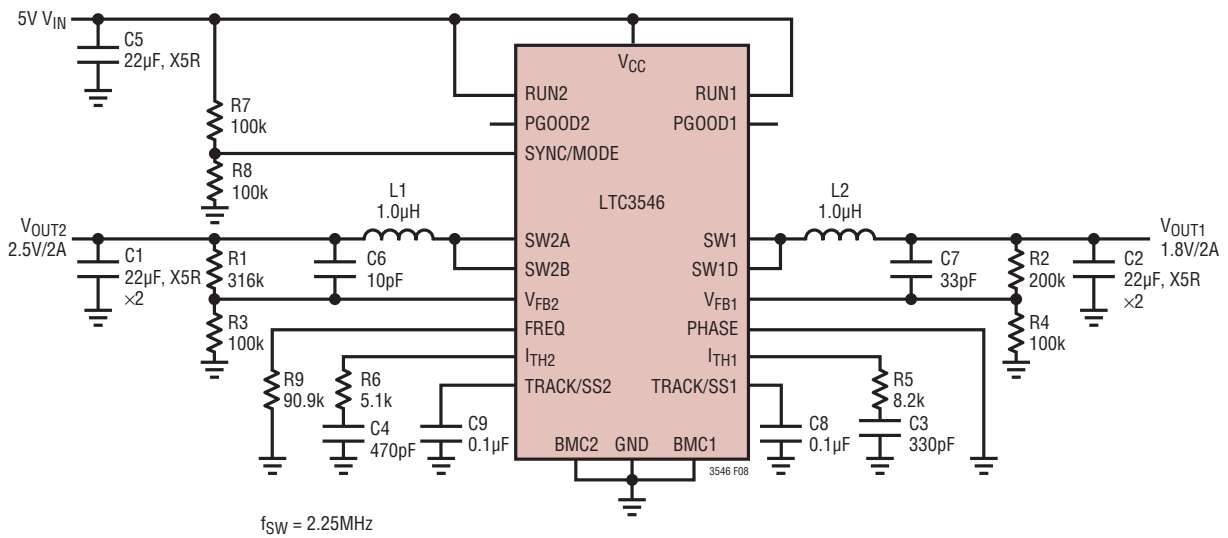 5V VIN
C5
22µF, X5R
R7
100k
R8
100k
VOUT2
2.5V/2A
C1
22µF, X5R
×2
R1
316k
R3
100k
C6
10pF
L1
1.0µH
R9
90.9k
R6
5.1k
C4
470pF
C9
0.1µF
VCC
RUN2
RUN1
PGOOD2
PGOOD1
SYNC/MODE
LTC3546
SW2A
SW1
SW2B
SW1D
VFB2
VFB1
FREQ
PHASE
ITH2
ITH1
TRACK/SS2
TRACK/SS1
BMC2
GND
BMC1
3546 F08
L2
1.0µH
VOUT1
1.8V/2A
C7
33pF
R2
200k
C2
22µF, X5R
×2
R4
100k
R5
8.2k
C3
330pF
C8
0.1µF
fSW = 2.25MHz